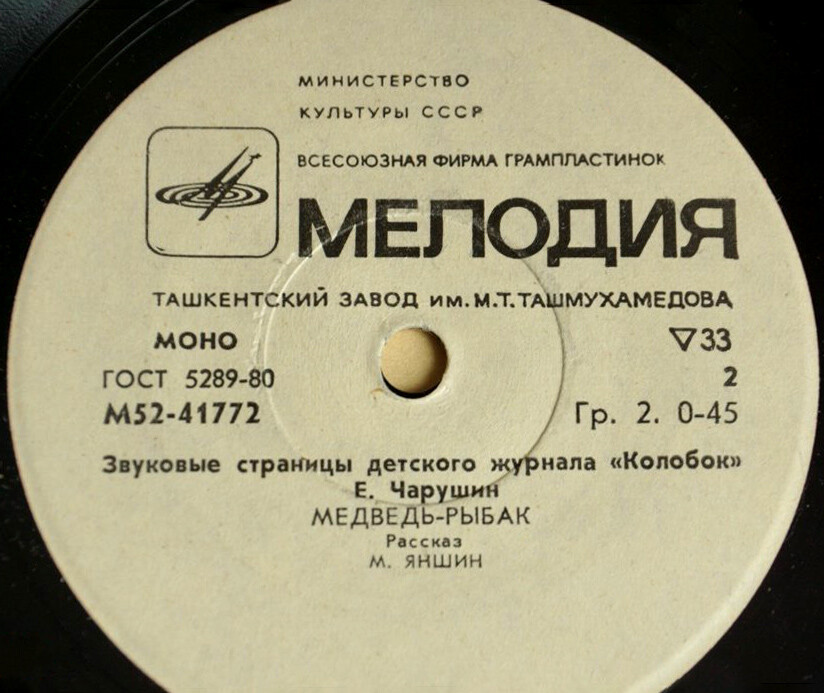 МИНИСТЕРСТВО
КУЛЬТУРЫ СССР
ВСЕСОЮЗНАЯ ФИРМА ГРАМПЛАСТИНОК
МЕЛОДИЯ
ТАШКЕНТСКИЙ ЗАВОД им. М.Т. ТАШМУХАМЕДОВА
МОНО ▽33
ГОСТ 5289-80 2
М52-41772 Гр. 2. 0-45
Звуковые страницы детского журнала «Колобок»
Е. Чарушин
МЕДВЕДЬ-РЫБАК
Рассказ
М. ЯНШИН